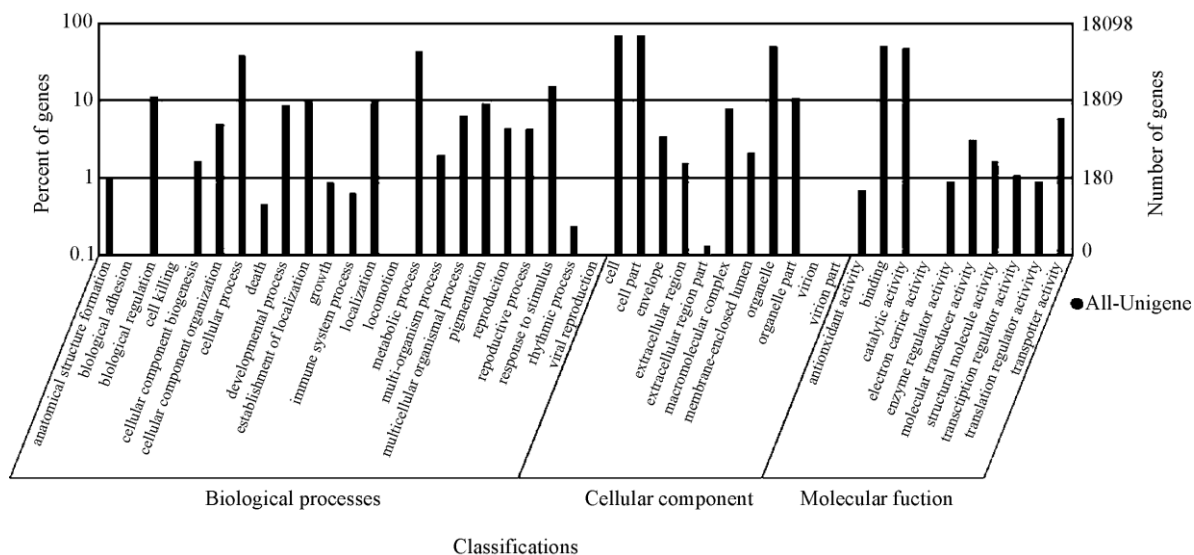 100
10
1
0.1
Percent of genes
18098
1809
180
0
Number of genes
anatomical structure formation
biological adhesion
biological regulation
cell killing
cellular component biogenesis
cellular component organization
cellular process
death
developmental process
establishment of localization
growth
immune system process
localization
locomotion
metabolic process
multi-organism process
multicellular organismal process
pigmentation
reproduction
repoductive process
response to stimulus
rhythmic process
viral reproduction
cell
cell part
envelope
extracellular region
extracellular region part
macromolecular complex
membrane-enclosed lumen
organelle
organelle part
virion
virion part
antionxidant activity
binding
catalytic activity
electron carrier activity
enzyme regulator activity
molecular transducer activity
structural molecule activity
transcription regulator activity
translation regulator activity
transpoter activity
All-Unigene
Biological processes
Cellular component
Molecular fuction
Classifications